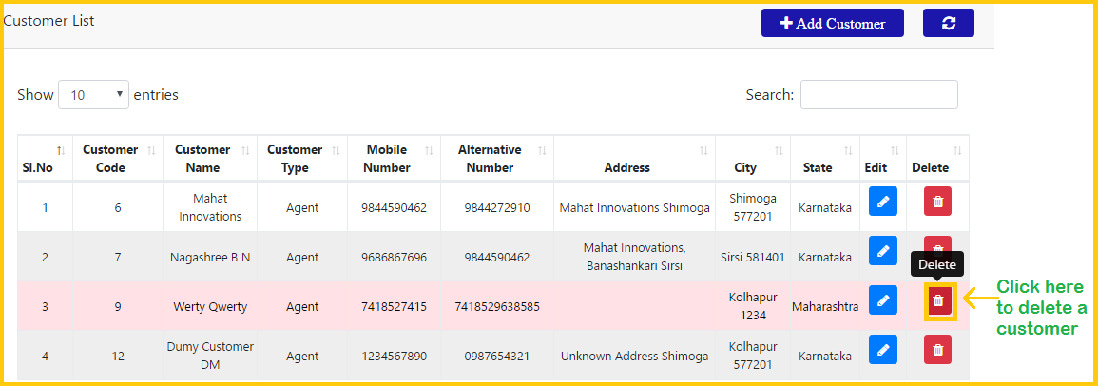 Customer List
Add Customer
Show 10 entries
Search:
Sl.No Customer Code Customer Name Customer Type Mobile Number Alternative Number Address City State Edit Delete
1 6 Mahat Innovations Agent 9844590462 9844272910 Mahat Innovations Shimoga Shimoga 577201 Karnataka
2 7 Nagashree B N Agent 9686867696 9844590462 Mahat Innovations, Banashankari Sirsi Sirsi 581401 Karnataka
Delete
3 9 Werty Qwerty Agent 7418527415 7418529638585 Kolhapur 1234 Maharashtra
Click here
to delete a
customer
4 12 Dumy Customer DM Agent 1234567890 0987654321 Unknown Address Shimoga Kolhapur 577201 Karnataka